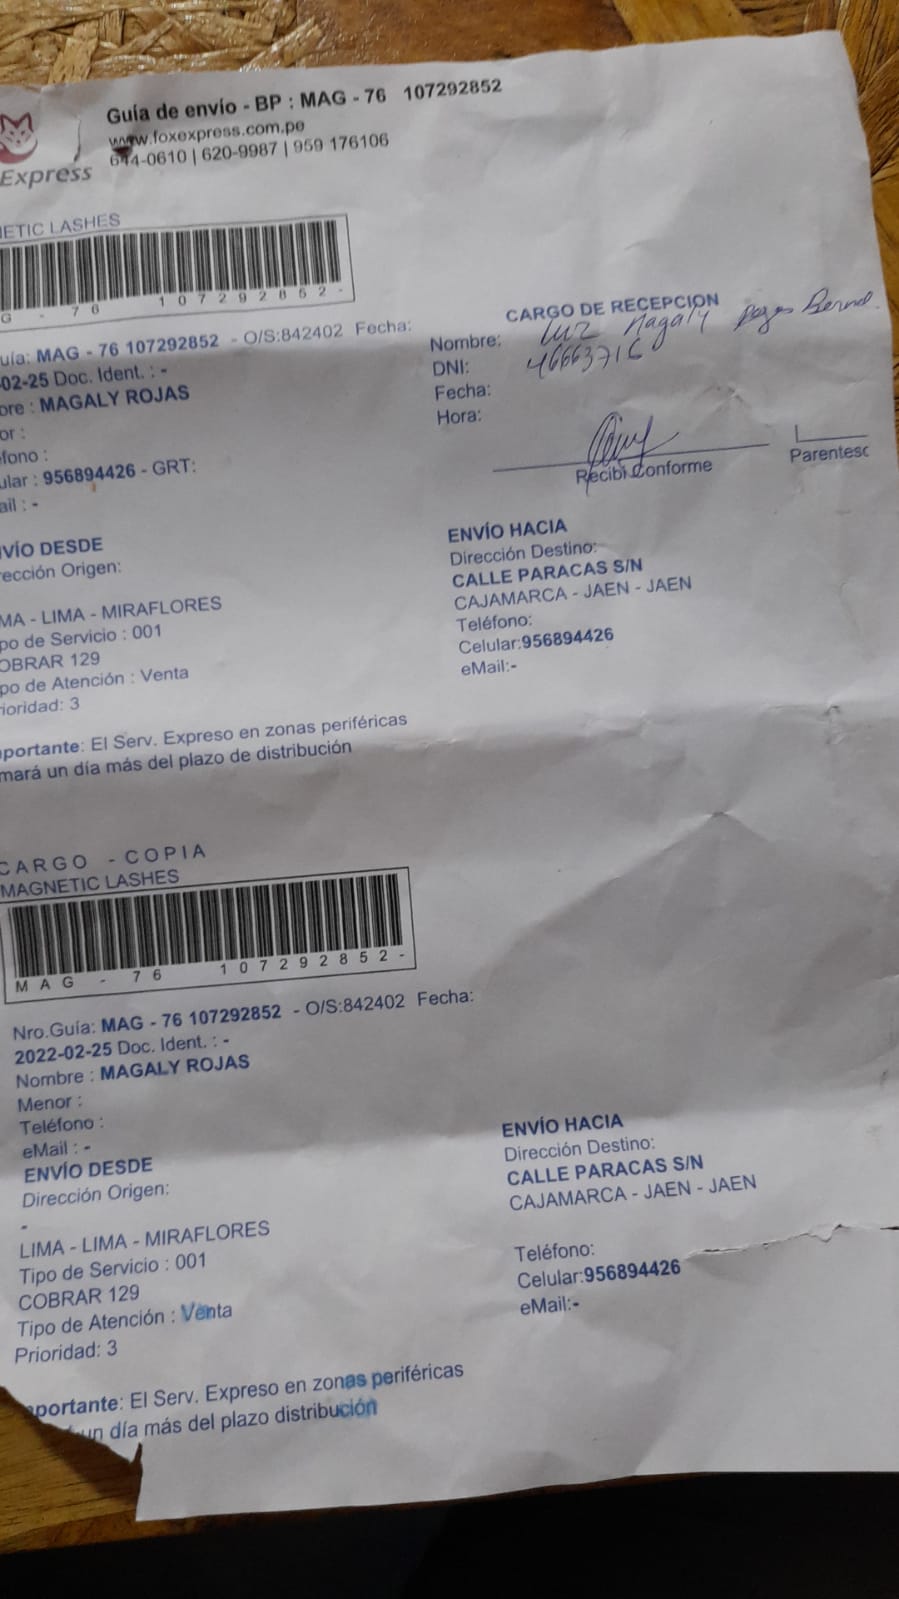 Guía de envío - BP : MAG - 76 107292852
www.foxexpress.com.pe
644-0610 | 620-9987 | 959 176106
Express
NETIC LASHES
G - 76 107292852-
uía: MAG - 76 107292852 - O/S:842402 Fecha:
-02-25 Doc. Ident. : -
bre : MAGALY ROJAS
or :
fono :
ular : 956894426 - GRT:
ail : -
CARGO DE RECEPCION
Nombre: Luz Magaly
DNI: 46663716
Fecha:
Hora:
Recibí Conforme
Parentesc
VÍO DESDE
rección Origen:
MA - LIMA - MIRAFLORES
po de Servicio : 001
OBRAR 129
po de Atención : Venta
rioridad: 3
ENVÍO HACIA
Dirección Destino:
CALLE PARACAS S/N
CAJAMARCA - JAEN - JAEN
Teléfono:
Celular:956894426
eMail:-
portante: El Serv. Expreso en zonas periféricas
mará un día más del plazo de distribución
CARGO - COPIA
MAGNETIC LASHES
MAG - 76 107292852-
Nro.Guía: MAG - 76 107292852 - O/S:842402 Fecha:
2022-02-25 Doc. Ident. : -
Nombre : MAGALY ROJAS
Menor :
Teléfono :
eMail : -
ENVÍO DESDE
Dirección Origen:
-
LIMA - LIMA - MIRAFLORES
Tipo de Servicio : 001
COBRAR 129
Tipo de Atención : Venta
Prioridad: 3
ENVÍO HACIA
Dirección Destino:
CALLE PARACAS S/N
CAJAMARCA - JAEN - JAEN
Teléfono:
Celular:956894426
eMail:-
portante: El Serv. Expreso en zonas periféricas
un día más del plazo distribución